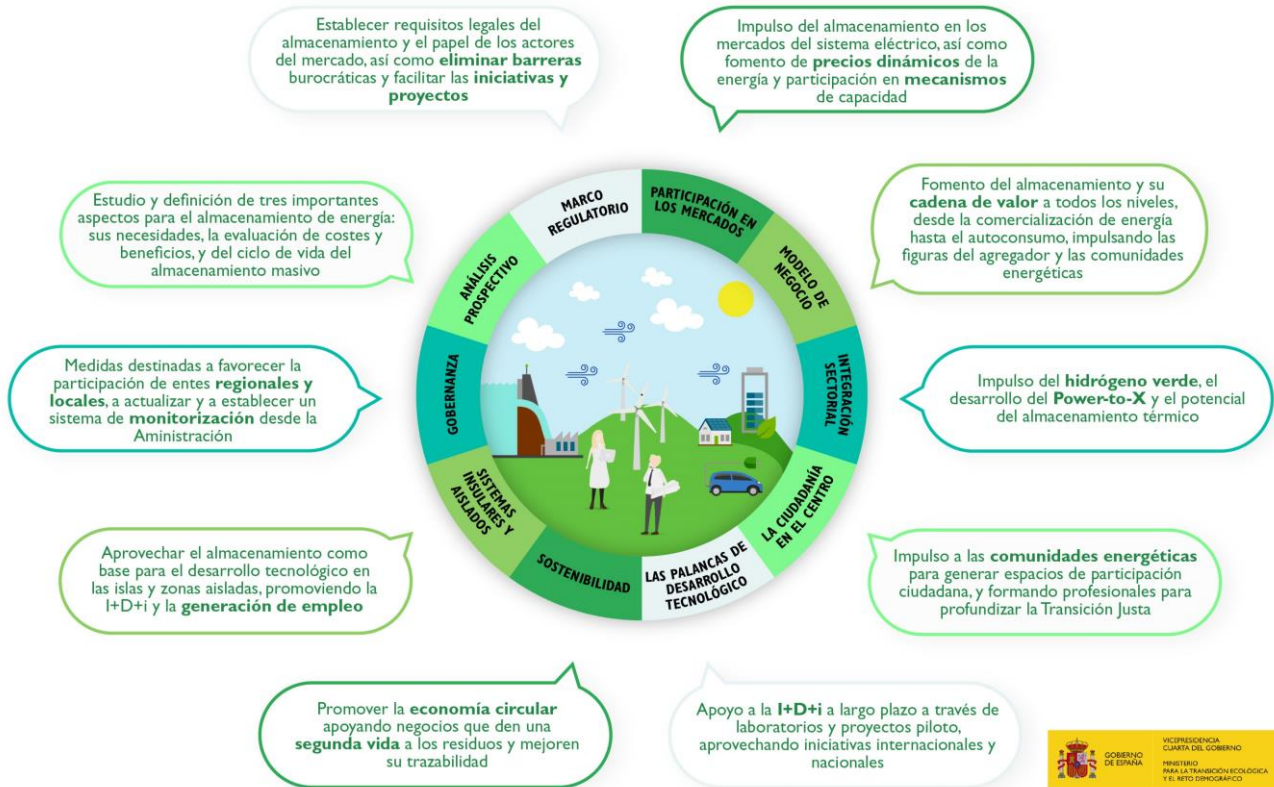 Establecer requisitos legales del
almacenamiento y el papel de los actores
del mercado, así como eliminar barreras
burocráticas y facilitar las iniciativas y
proyectos
Impulso del almacenamiento en los
mercados del sistema eléctrico, así como
fomento de precios dinámicos de la
energía y participación en mecanismos
de capacidad
Estudio y definición de tres importantes
aspectos para el almacenamiento de energía:
sus necesidades, la evaluación de costes y
beneficios, y del ciclo de vida del
almacenamiento masivo
Fomento del almacenamiento y su
cadena de valor a todos los niveles,
desde la comercialización de energía
hasta el autoconsumo, impulsando las
figuras del agregador y las comunidades
energéticas
Medidas destinadas a favorecer la
participación de entes regionales y
locales, a actualizar y a establecer un
sistema de monitorización desde la
Aministración
Impulso del hidrógeno verde, el
desarrollo del Power-to-X y el potencial
del almacenamiento térmico
Aprovechar el almacenamiento como
base para el desarrollo tecnológico en
las islas y zonas aisladas, promoviendo la
I+D+i y la generación de empleo
Impulso a las comunidades energéticas
para generar espacios de participación
ciudadana, y formando profesionales para
profundizar la Transición Justa
Promover la economía circular
apoyando negocios que den una
segunda vida a los residuos y mejoren
su trazabilidad
Apoyo a la I+D+i a largo plazo a través de
laboratorios y proyectos piloto,
aprovechando iniciativas internacionales y
nacionales
MARCO
REGULATORIO
PARTICIPACIÓN EN
LOS MERCADOS
MODELO DE
NEGOCIO
INTEGRACIÓN
SECTORIAL
LA CIUDADANÍA
EN EL CENTRO
LAS PALANCAS DE
DESARROLLO
TECNOLÓGICO
SOSTENIBILIDAD
SISTEMAS
INSULARES Y
AISLADOS
GOBERNANZA
ANÁLISIS
PROSPECTIVO
GOBIERNO
DE ESPAÑA
VICEPRESIDENCIA
CUARTA DEL GOBIERNO
MINISTERIO
PARA LA TRANSICIÓN ECOLÓGICA
Y EL RETO DEMOGRÁFICO